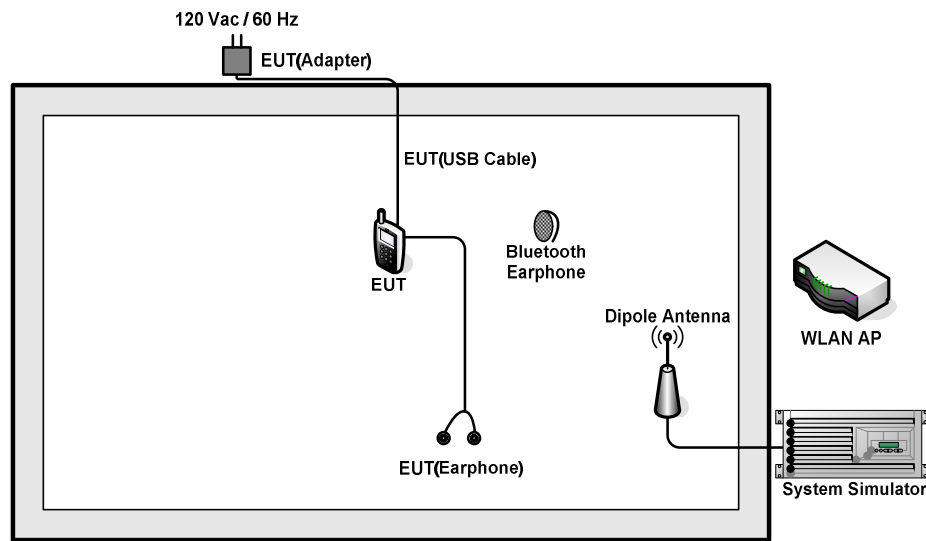 120 Vac / 60 Hz
EUT(Adapter)
EUT(USB Cable)
Bluetooth
Earphone
EUT
Dipole Antenna
WLAN AP
EUT(Earphone)
System Simulator